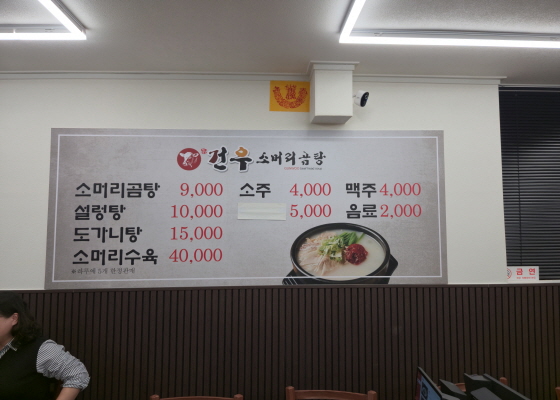 전우 소머리곰탕
소머리곰탕 9,000 소주 4,000 맥주 4,000
설렁탕 10,000 5,000 음료 2,000
도가니탕 15,000
소머리수육 40,000
금연